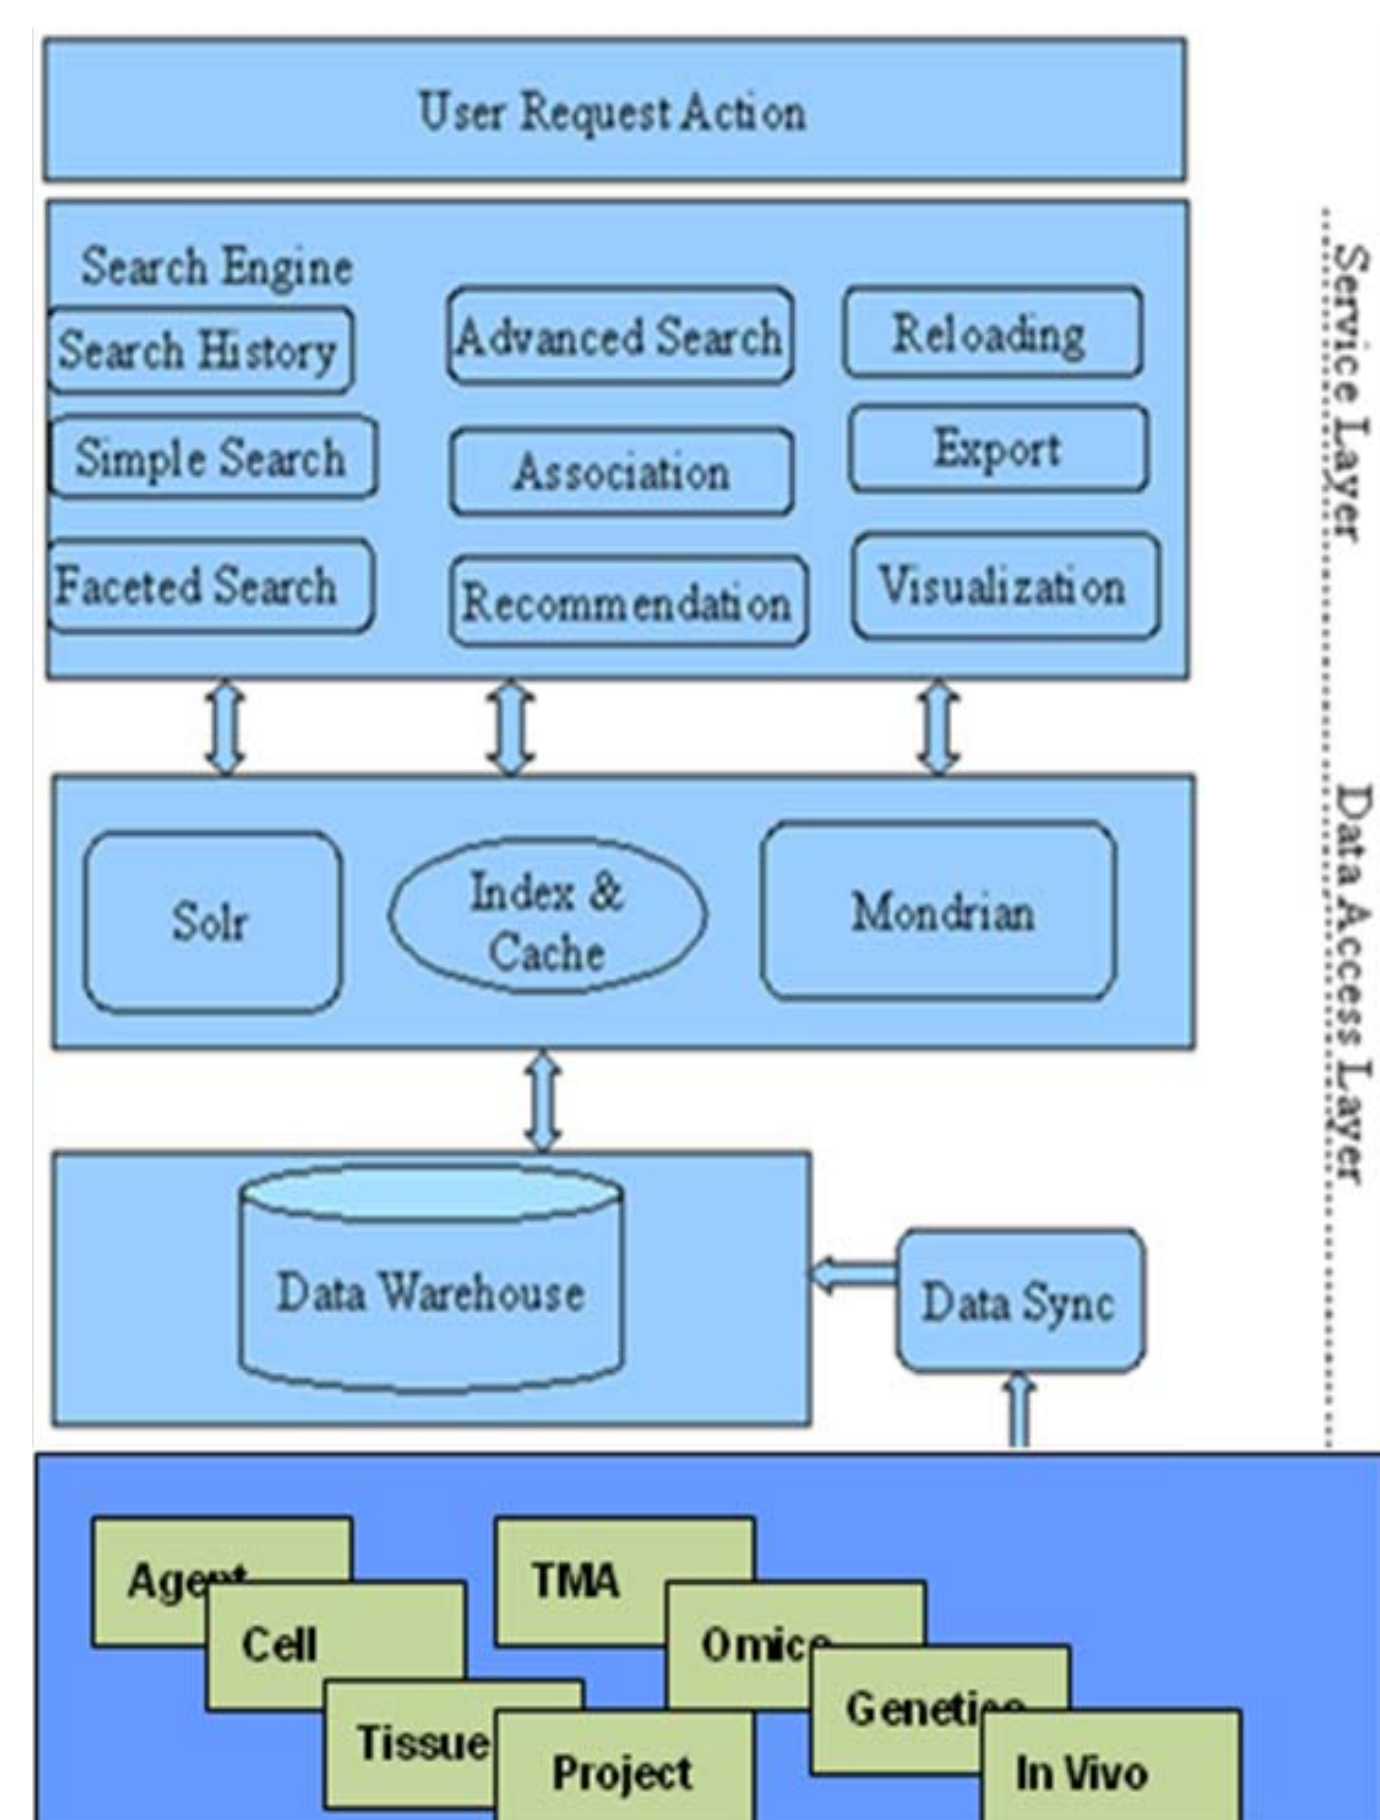 User Request Action
Search Engine
Search History
Advanced Search
Reloading
Simple Search
Association
Export
Faceted Search
Recommendation
Visualization
Service Layer
Solr
Index &
Cache
Mondrian
Data Access Layer
Data Warehouse
Data Sync
Agent
TMA
Cell
Omics
Genetics
Tissue
Project
In Vivo